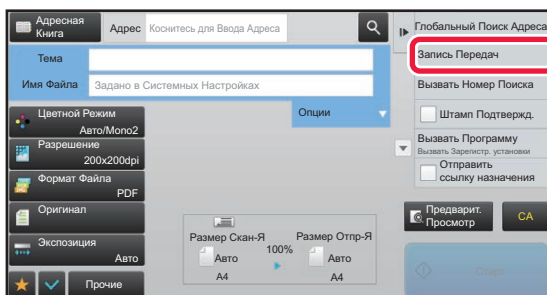 Адресная
Книга
Адрес
Коснитесь для Ввода Адреса
Тема
Имя Файла
Задано в Системных Настройках
Цветной Режим
Авто/Mono2
Разрешение
200x200dpi
Формат Файла
PDF
Оригинал
Экспозиция
Авто
Прочие
Опции
Размер Скан-Я
100%
Размер Отпр-Я
Авто
Авто
A4
A4
Глобальный Поиск Адреса
Запись Передач
Вызвать Номер Поиска
Штамп Подтвержд.
Вызвать Программу
Вызвать Зарегистр. установки
Отправить
ссылку назначения
Предварит.
Просмотр
CA
Старт